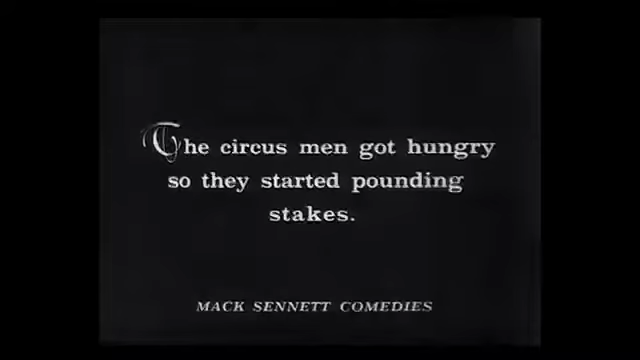 The circus men got hungry
so they started pounding
stakes.
MACK SENNETT COMEDIES